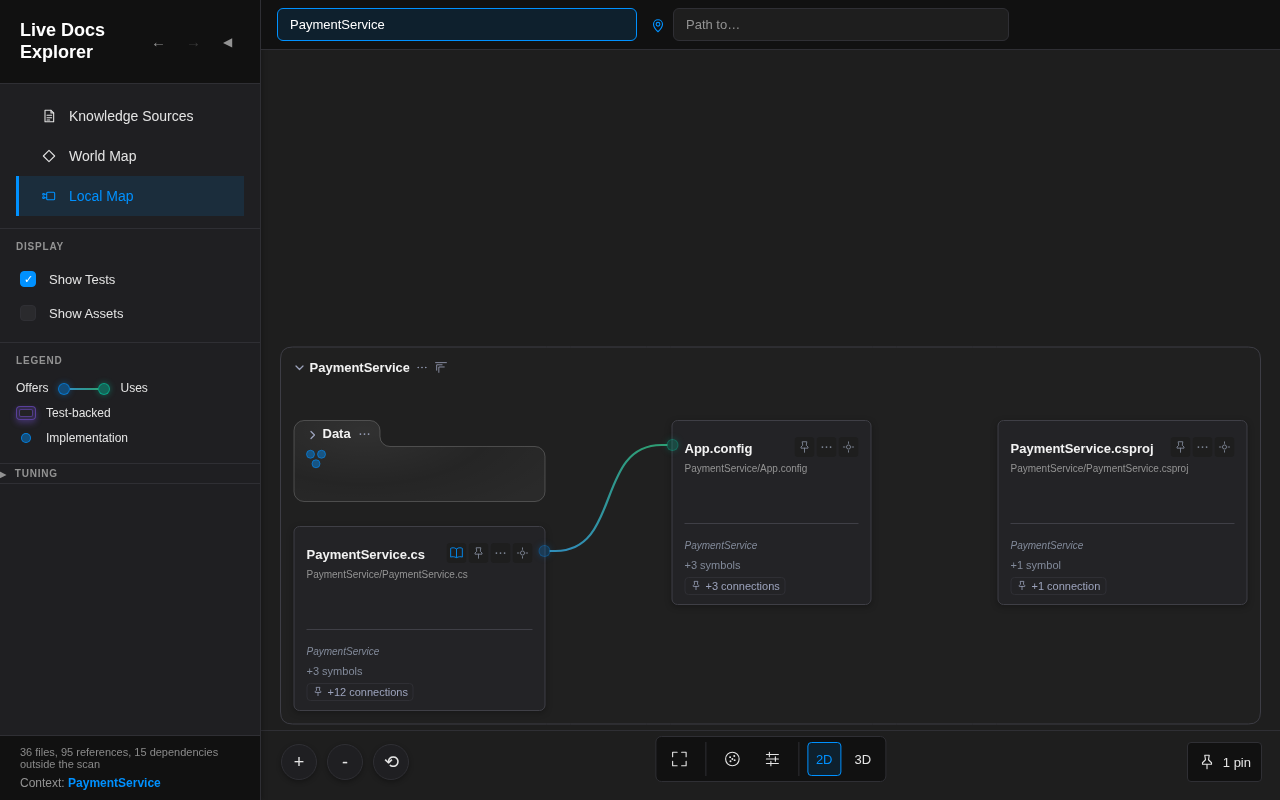 Live Docs
Explorer
PaymentService
Path to…
Knowledge Sources
World Map
Local Map
DISPLAY
Show Tests
Show Assets
LEGEND
Offers
Uses
Test-backed
Implementation
TUNING
36 files, 95 references, 15 dependencies
outside the scan
Context: PaymentService
PaymentService
Data
PaymentService.cs
PaymentService/PaymentService.cs
PaymentService
+3 symbols
+12 connections
App.config
PaymentService/App.config
PaymentService
+3 symbols
+3 connections
PaymentService.csproj
PaymentService/PaymentService.csproj
PaymentService
+1 symbol
+1 connection
2D
3D
1 pin